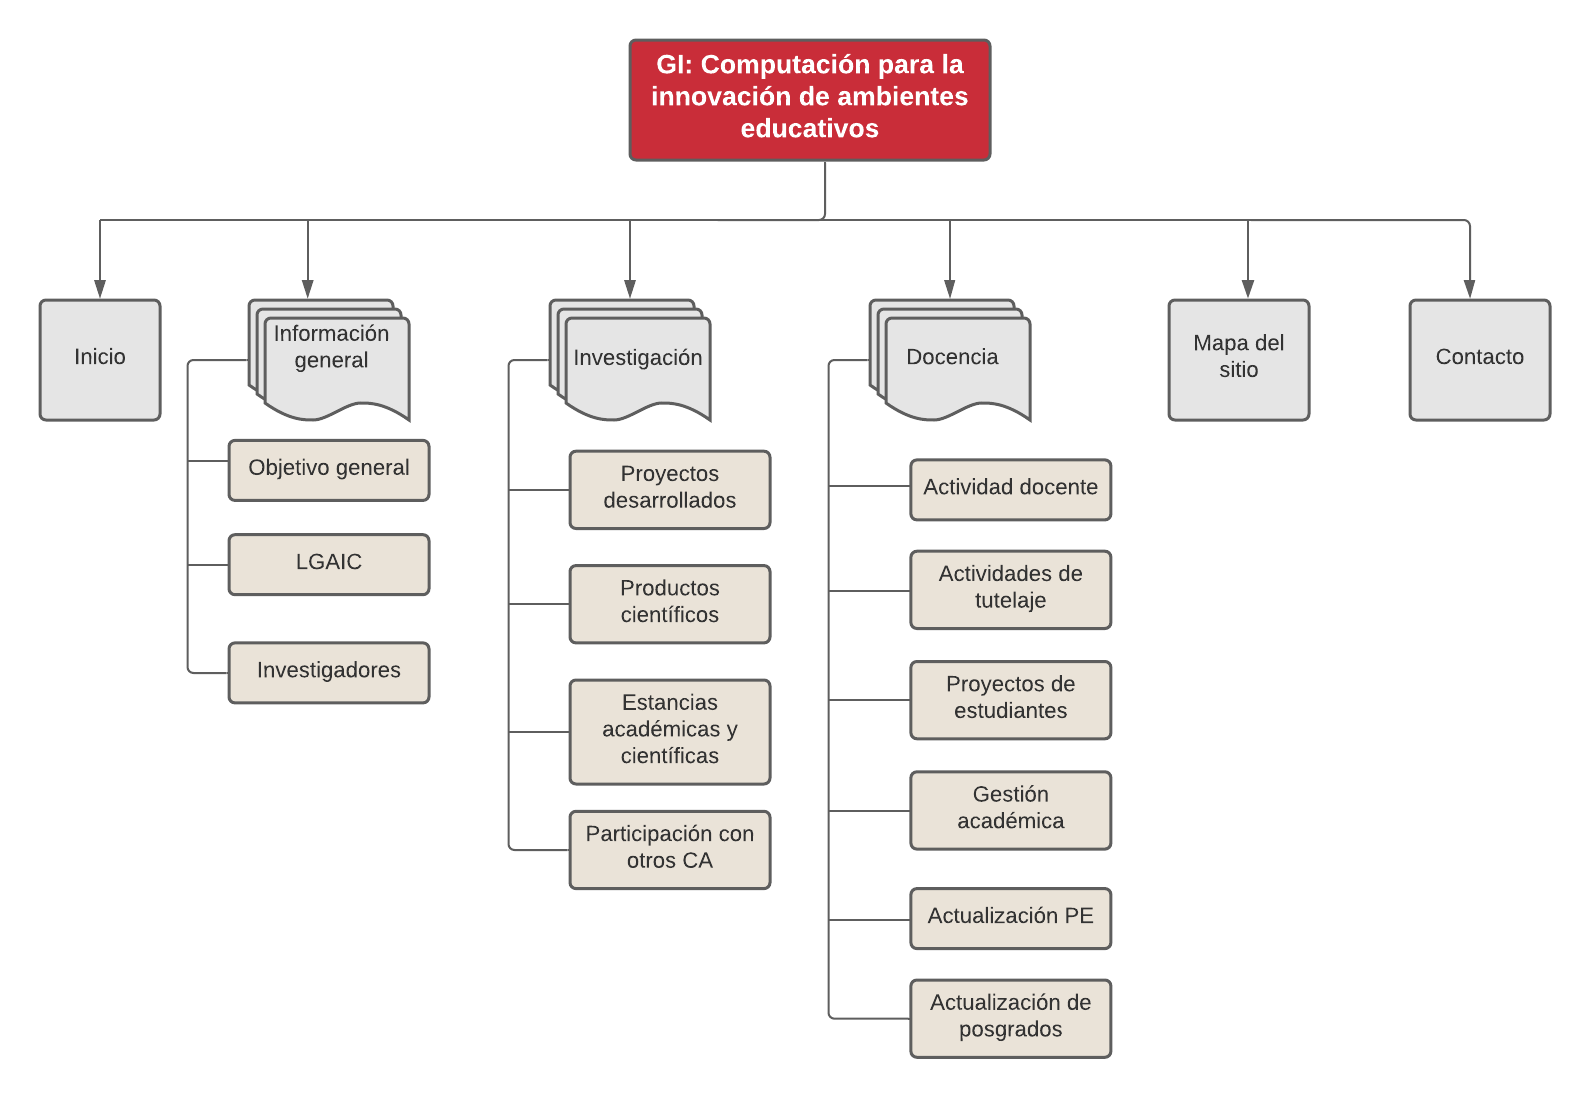 GI: Computación para la
innovación de ambientes
educativos
Inicio
Información
general
Investigación
Docencia
Mapa del
sitio
Contacto
Objetivo general
LGAIC
Investigadores
Proyectos
desarrollados
Productos
científicos
Estancias
académicas y
científicas
Participación con
otros CA
Actividad docente
Actividades de
tutelaje
Proyectos de
estudiantes
Gestión
académica
Actualización PE
Actualización de
posgrados